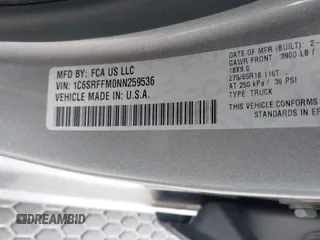 MFD BY: FCA US LLC
VIN: 1C6SRFFM0NN259536
VEHICLE MADE IN U.S.A.
DATE OF MFR (BUILT): 2-
GAWR FRONT 3900 LB /
18X8.0
275/65R18 116T
AT 250 kPa / 36 PSI
TYPE: TRUCK
THIS VEHICLE CONFORMS
STANDARDS IN EF
DREAMBID